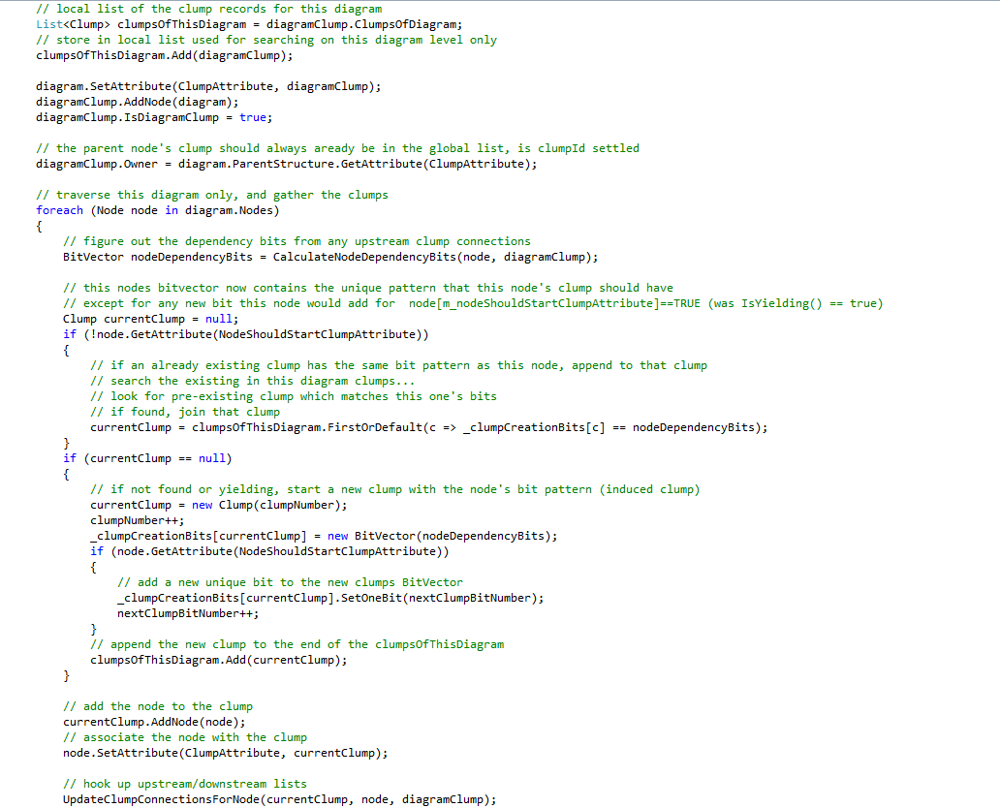 // local list of the clump records for this diagram
List<Clump> clumpsOfThisDiagram = diagramClump.ClumpsOfDiagram;
// store in local list used for searching on this diagram level only
clumpsOfThisDiagram.Add(diagramClump);
diagram.SetAttribute(ClumpAttribute, diagramClump);
diagramClump.AddNode(diagram);
diagramClump.IsDiagramClump = true;
// the parent node's clump should always aready be in the global list, is clumpId settled
diagramClump.Owner = diagram.ParentStructure.GetAttribute(ClumpAttribute);
// traverse this diagram only, and gather the clumps
foreach (Node node in diagram.Nodes)
{
// figure out the dependency bits from any upstream clump connections
BitVector nodeDependencyBits = CalculateNodeDependencyBits(node, diagramClump);
// this nodes bitvector now contains the unique pattern that this node's clump should have
// except for any new bit this node would add for  node[m_nodeShouldStartClumpAttribute]==TRUE (was IsYielding() == true)
Clump currentClump = null;
if (!node.GetAttribute(NodeShouldStartClumpAttribute))
{
// if an already existing clump has the same bit pattern as this node, append to that clump
// search the existing in this diagram clumps...
// look for pre-existing clump which matches this one's bits
// if found, join that clump
currentClump = clumpsOfThisDiagram.FirstOrDefault(c => _clumpCreationBits[c] == nodeDependencyBits);
}
if (currentClump == null)
{
// if not found or yielding, start a new clump with the node's bit pattern (induced clump)
currentClump = new Clump(clumpNumber);
clumpNumber++;
_clumpCreationBits[currentClump] = new BitVector(nodeDependencyBits);
if (node.GetAttribute(NodeShouldStartClumpAttribute))
{
// add a new unique bit to the new clumps BitVector
_clumpCreationBits[currentClump].SetOneBit(nextClumpBitNumber);
nextClumpBitNumber++;
}
// append the new clump to the end of the clumpsOfThisDiagram
clumpsOfThisDiagram.Add(currentClump);
}
// add the node to the clump
currentClump.AddNode(node);
// associate the node with the clump
node.SetAttribute(ClumpAttribute, currentClump);
// hook up upstream/downstream lists
UpdateClumpConnectionsForNode(currentClump, node, diagramClump);